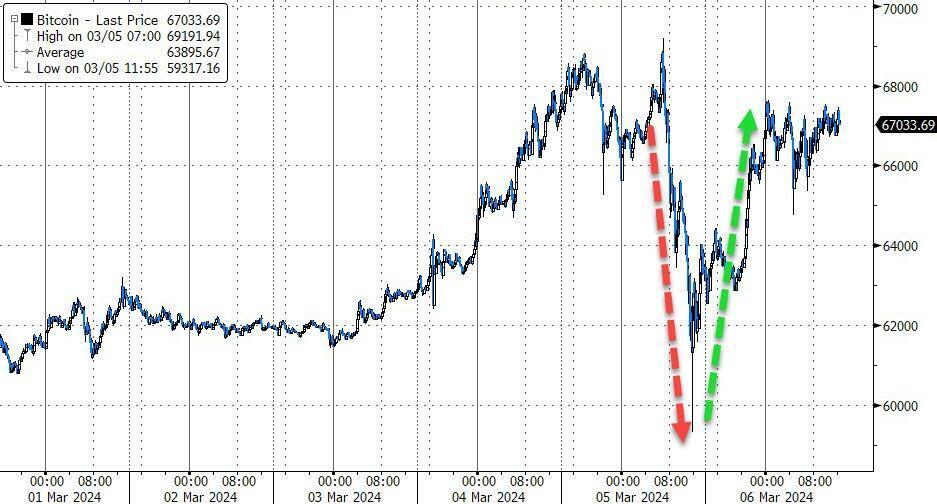 Bitcoin - Last Price 67033.69
High on 03/05 07:00 69191.94
Average 63895.67
Low on 03/05 11:55 59317.16
70000
68000
67033.69
66000
64000
62000
60000
00:00 08:00 00:00 08:00 00:00 08:00 00:00 08:00 00:00 08:00 00:00 08:00
01 Mar 2024 02 Mar 2024 03 Mar 2024 04 Mar 2024 05 Mar 2024 06 Mar 2024